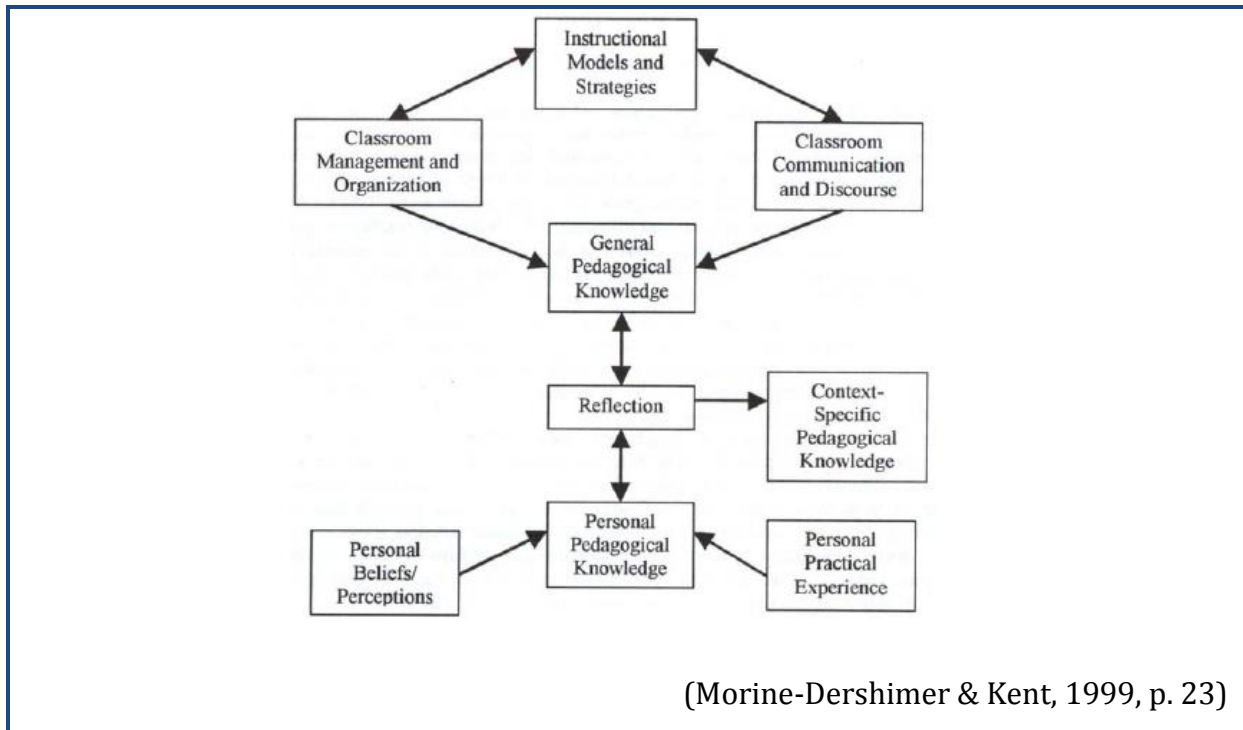 Instructional
Models and
Strategies
Classroom
Management and
Organization
Classroom
Communication
and Discourse
General
Pedagogical
Knowledge
Reflection
Context-
Specific
Pedagogical
Knowledge
Personal
Pedagogical
Knowledge
Personal
Beliefs/
Perceptions
Personal
Practical
Experience
(Morine-Dershimer & Kent, 1999, p. 23)